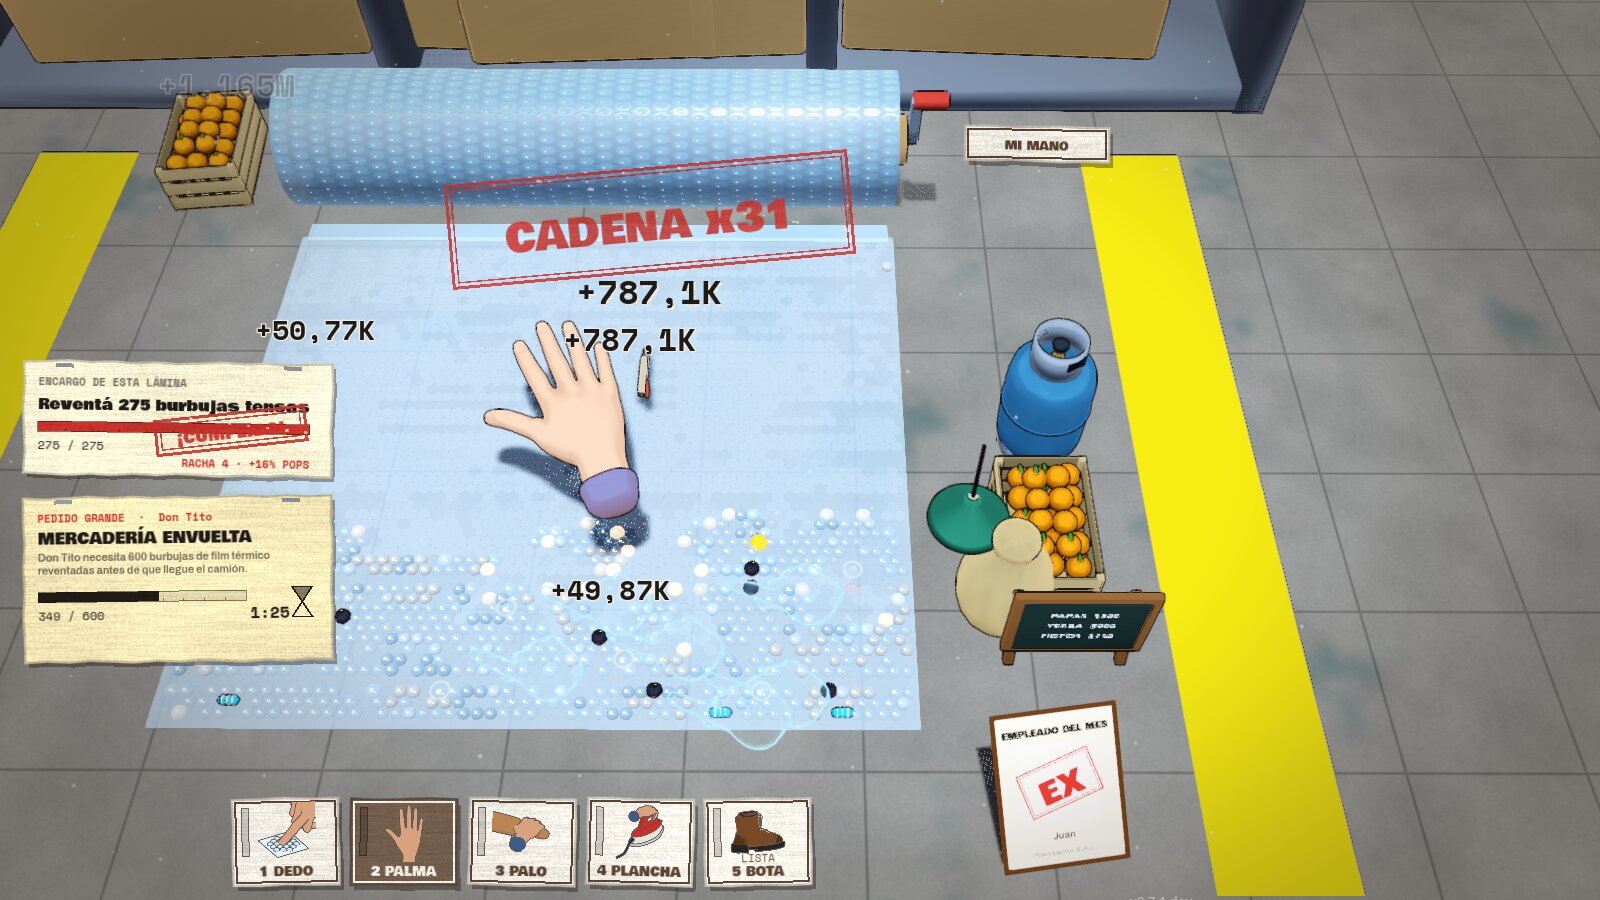 +1,165M
MI MANO
CADENA x31
+787,1K
+787,1K
+50,77K
ENCARGO DE ESTA LÁMINA
Reventá 275 burbujas tensas
275 / 275
RACHA 4 · +16% POPS
PEDIDO GRANDE · Don Tito
MERCADERÍA ENVUELTA
Don Tito necesita 600 burbujas de film térmico
reventadas antes de que llegue el camión.
349 / 600
1:25
+49,87K
EMPLEADO DEL MES
EX
Juan
1 DEDO
2 PALMA
3 PALO
4 PLANCHA
LISTA
5 BOTA